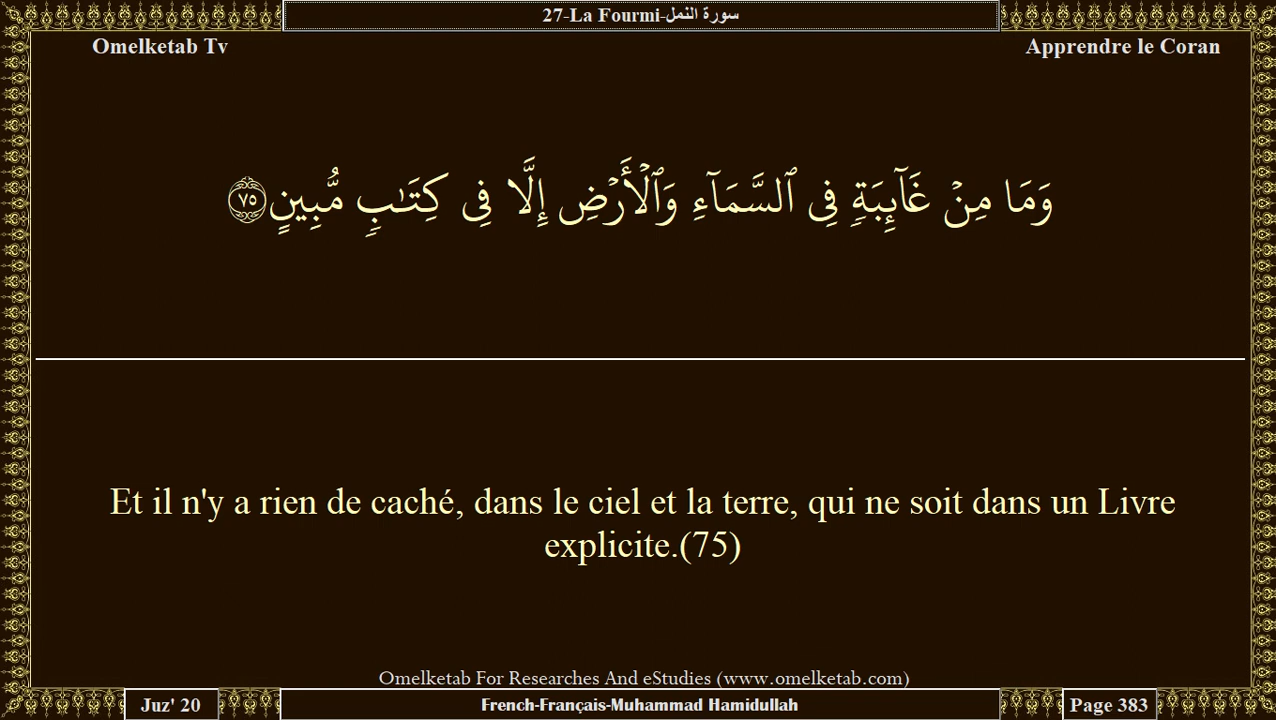 27-La Fourmi-سورة النمل
Omelketab Tv
Apprendre le Coran
وَمَا مِنْ غَآئِبَةٍ فِى ٱلسَّمَآءِ وَٱلْأَرْضِ إِلَّا فِى كِتَـٰبٍ مُّبِينٍ ٧٥
Et il n'y a rien de caché, dans le ciel et la terre, qui ne soit dans un Livre
explicite.(75)
Omelketab For Researches And eStudies (www.omelketab.com)
Juz' 20
French-Français-Muhammad Hamidullah
Page 383